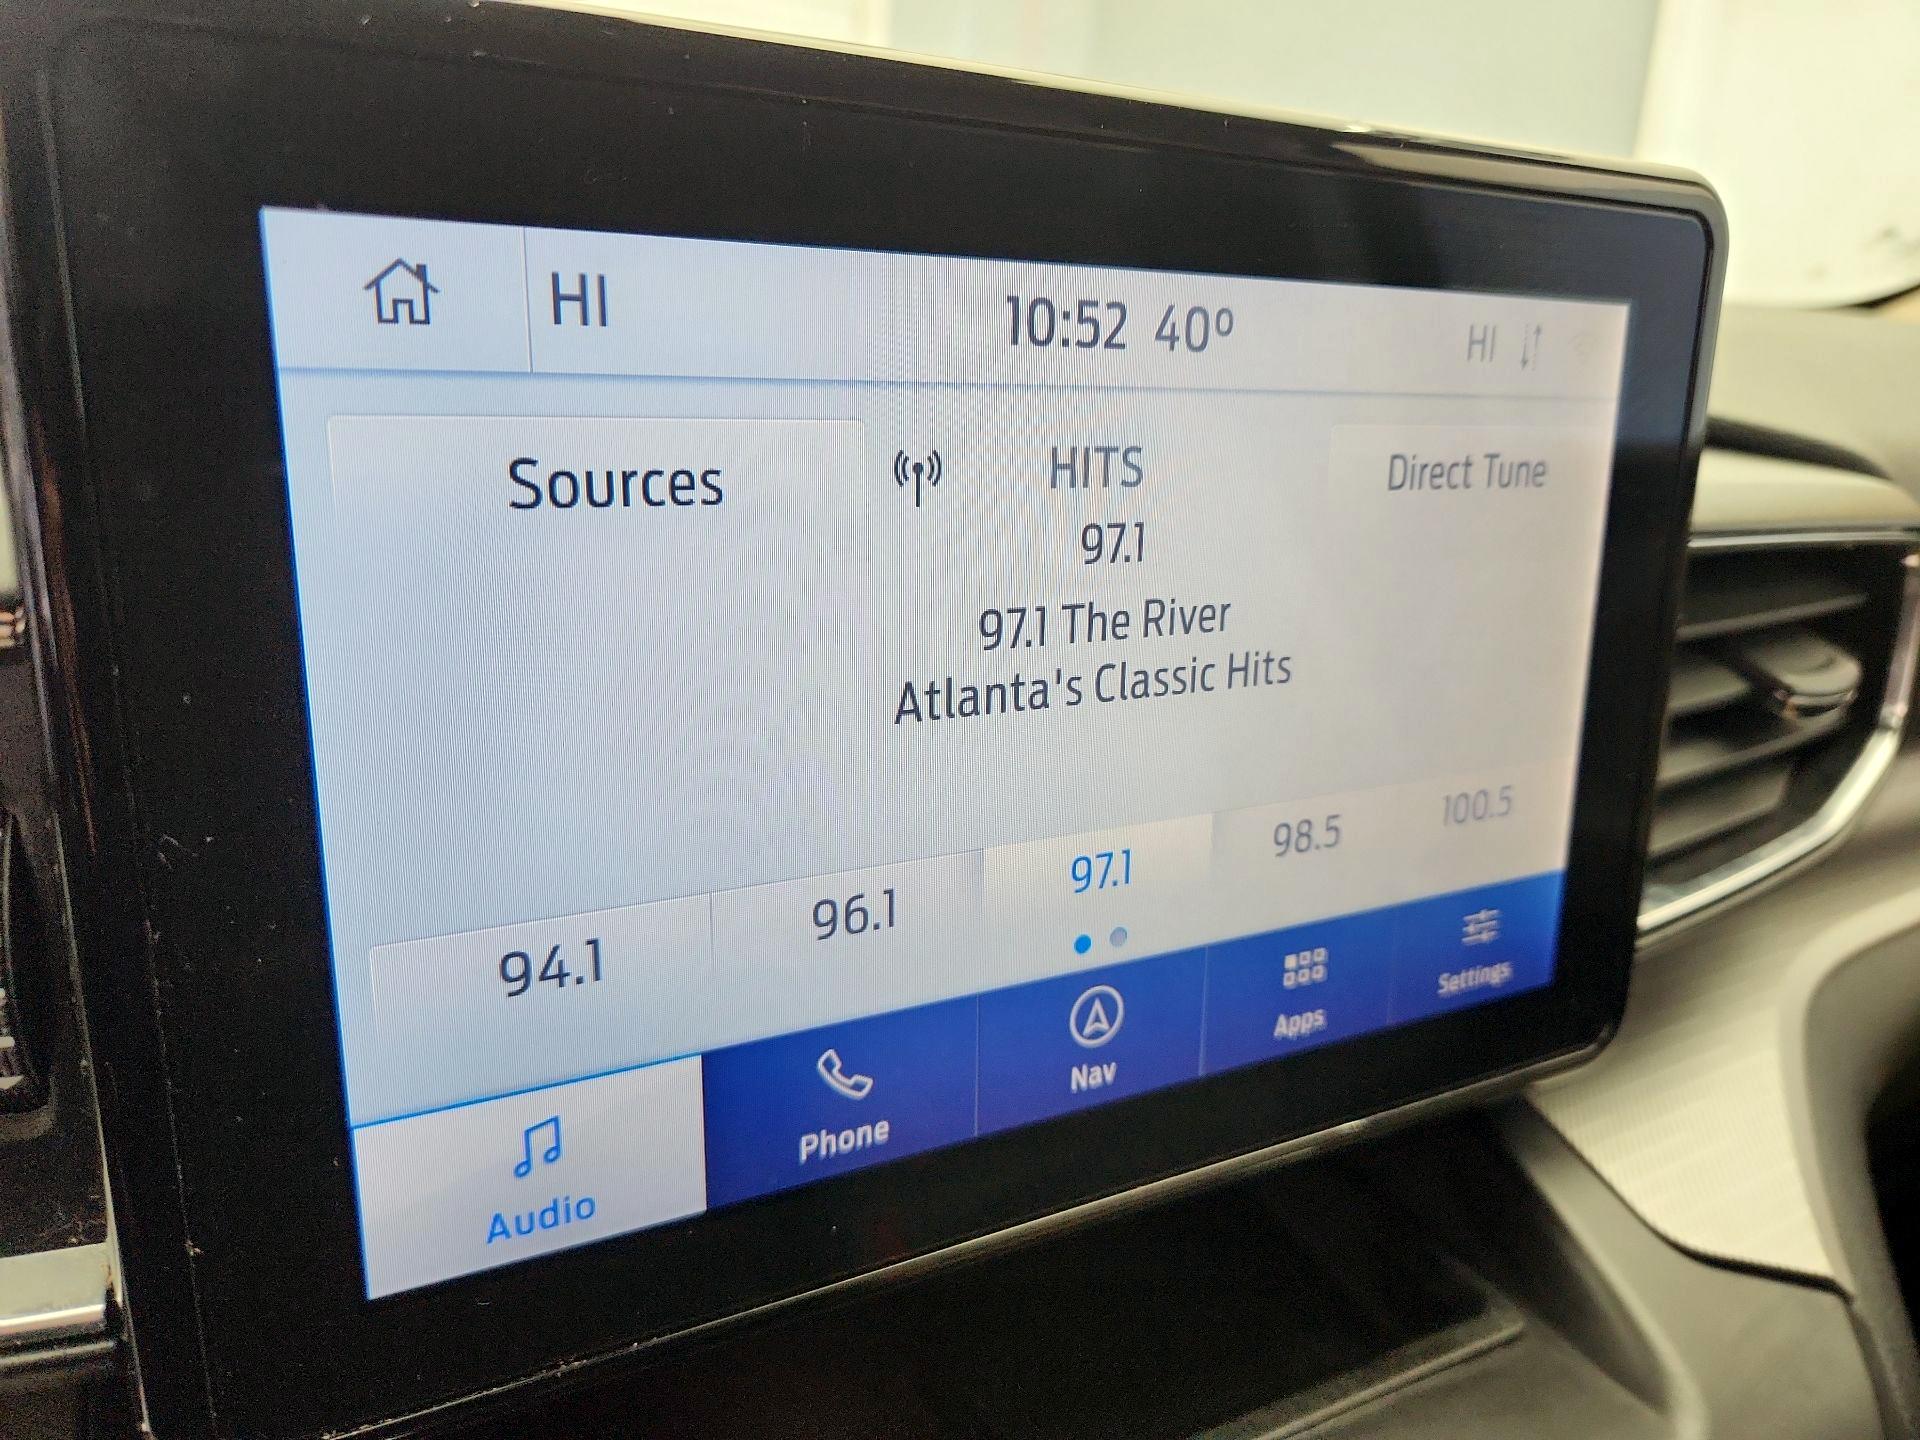 HI
10:52 40°
HI
Sources
HITS
Direct Tune
97.1
97.1 The River
Atlanta's Classic Hits
94.1
96.1
97.1
98.5
100.5
Audio
Phone
Nav
Apps
Settings